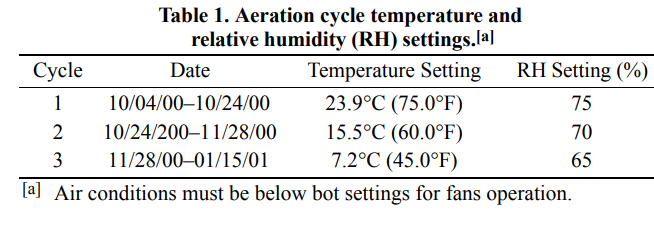 Table 1. Aeration cycle temperature and
relative humidity (RH) settings.[a]
Cycle Date Temperature Setting RH Setting (%)
1 10/04/00–10/24/00 23.9°C (75.0°F) 75
2 10/24/200–11/28/00 15.5°C (60.0°F) 70
3 11/28/00–01/15/01 7.2°C (45.0°F) 65
[a] Air conditions must be below bot settings for fans operation.